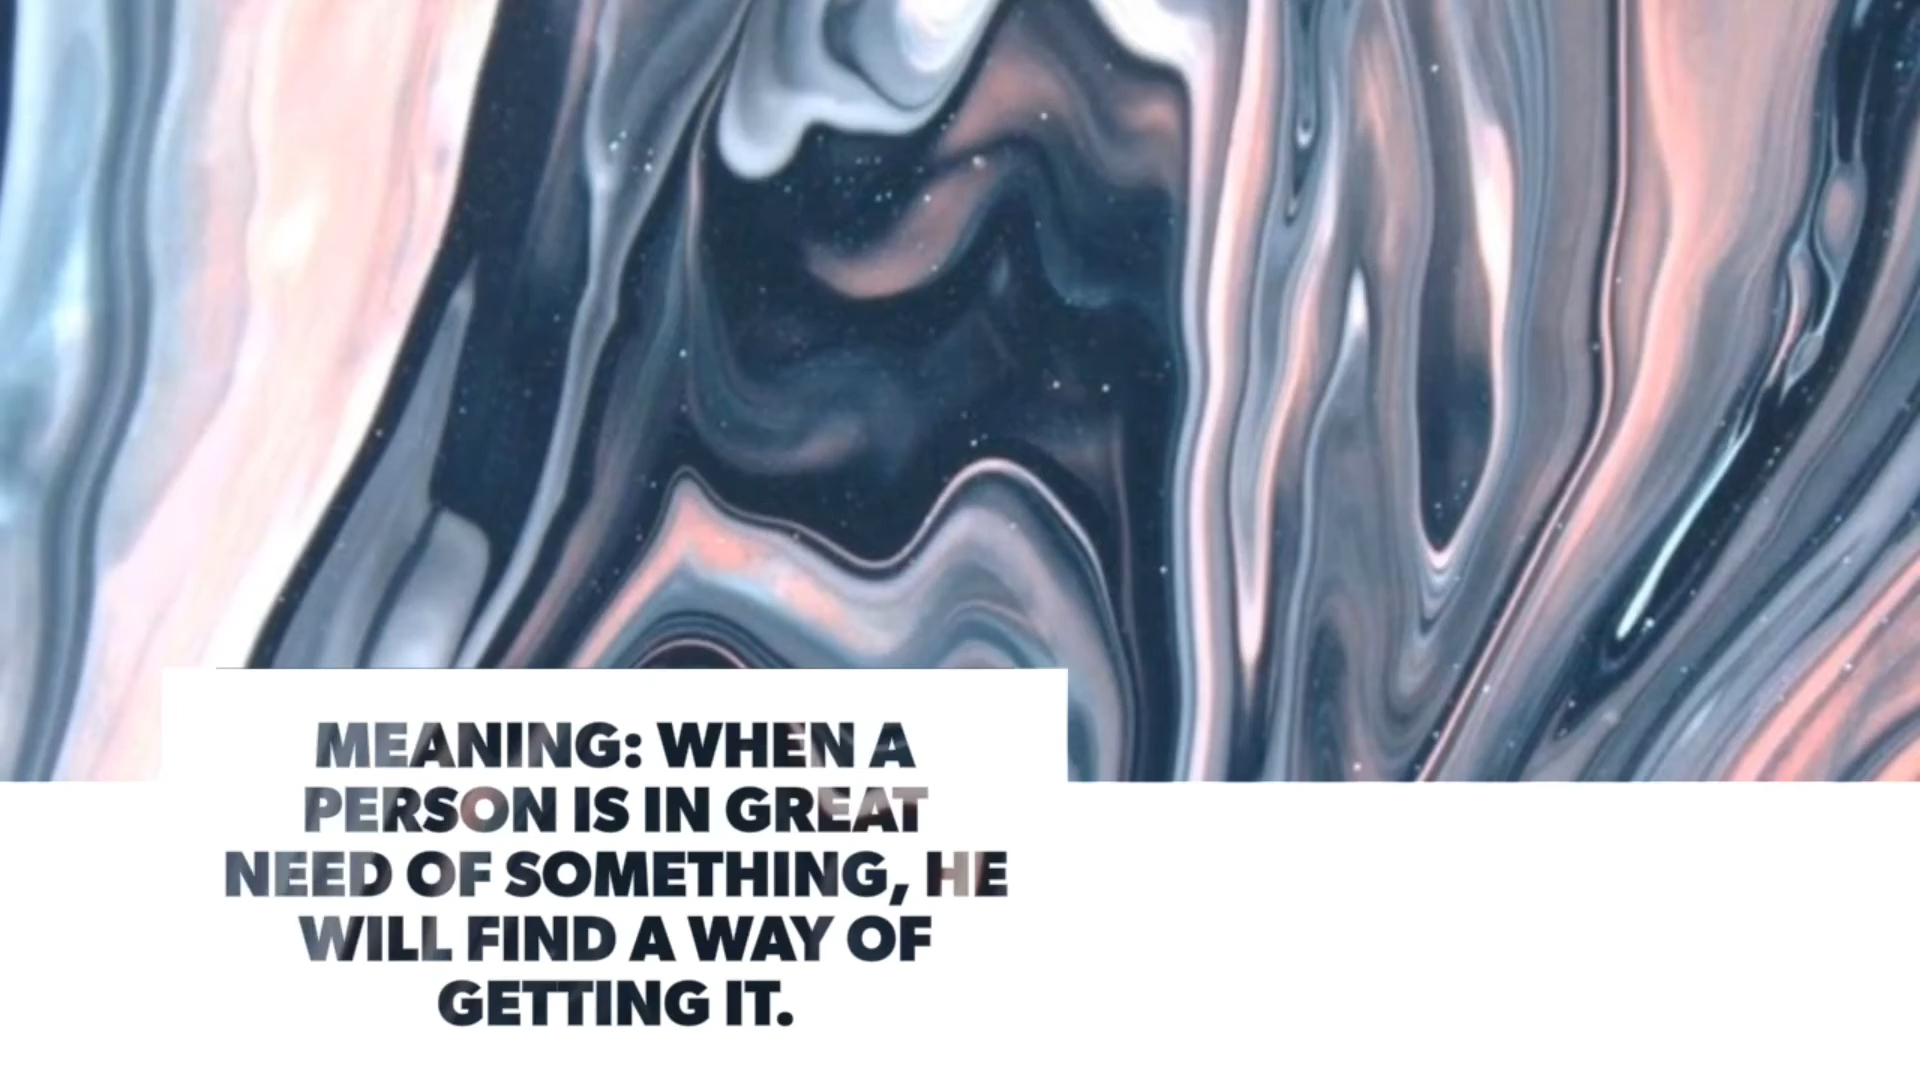 MEANING: WHEN A
PERSON IS IN GREAT
NEED OF SOMETHING, HE
WILL FIND A WAY OF
GETTING IT.